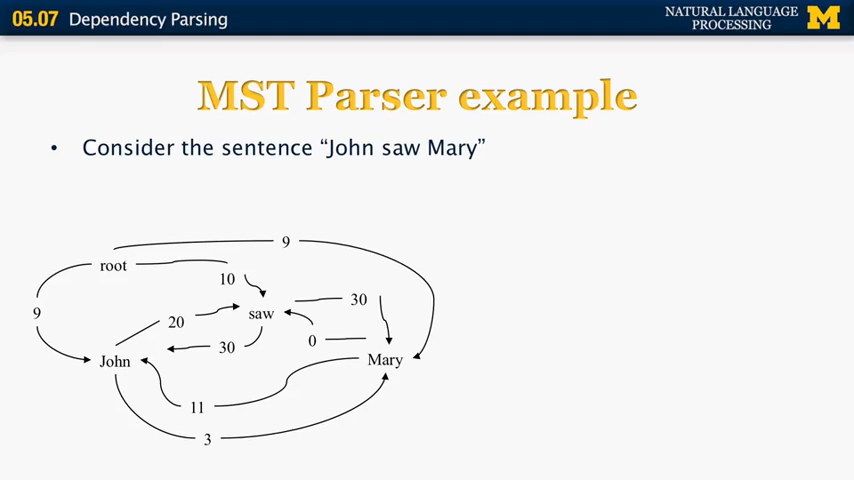 05.07 Dependency Parsing
NATURAL LANGUAGE
PROCESSING
M
MST Parser example
• Consider the sentence “John saw Mary”
9
root
10
9
30
saw
20
0
30
John
Mary
11
3